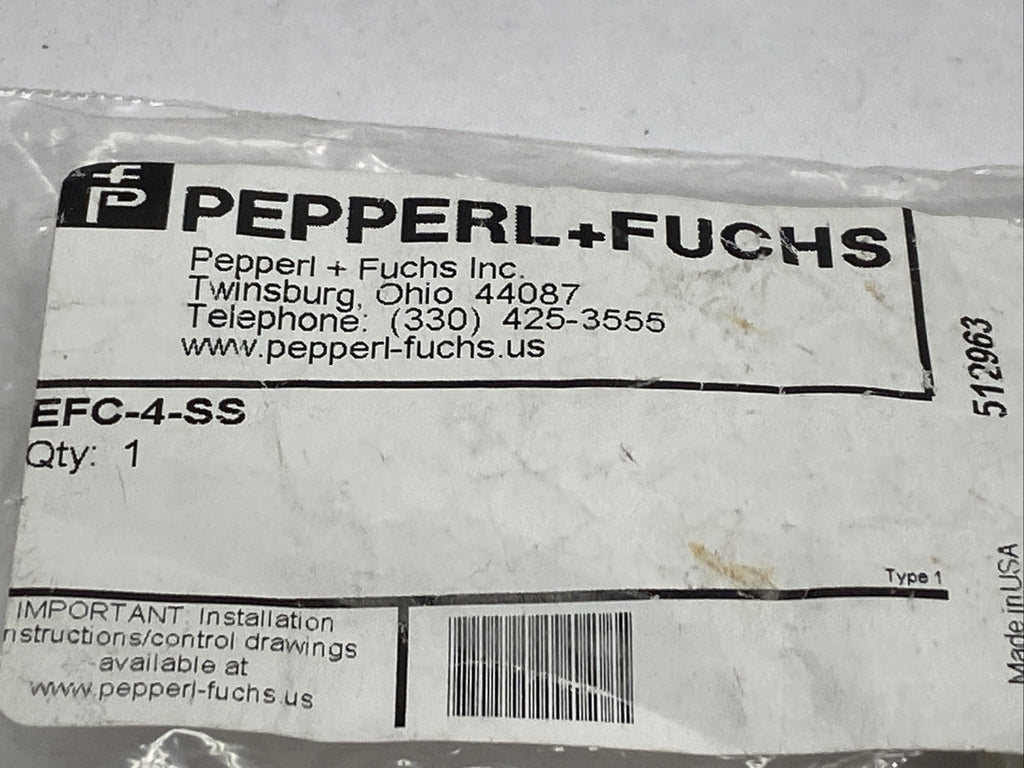 PEPPERL+FUCHS
Pepperl + Fuchs Inc.
Twinsburg, Ohio 44087
Telephone: (330) 425-3555
www.pepperl-fuchs.us
EFC-4-SS
Qty: 1
Type 1
IMPORTANT: Installation
nstructions/control drawings
available at
www.pepperl-fuchs.us
512963
Made in USA